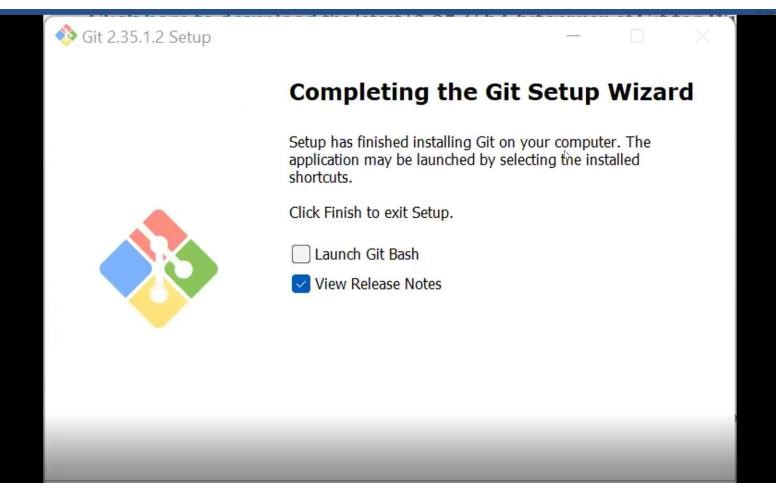 Git 2.35.1.2 Setup
Completing the Git Setup Wizard
Setup has finished installing Git on your computer. The
application may be launched by selecting the installed
shortcuts.
Click Finish to exit Setup.
Launch Git Bash
View Release Notes